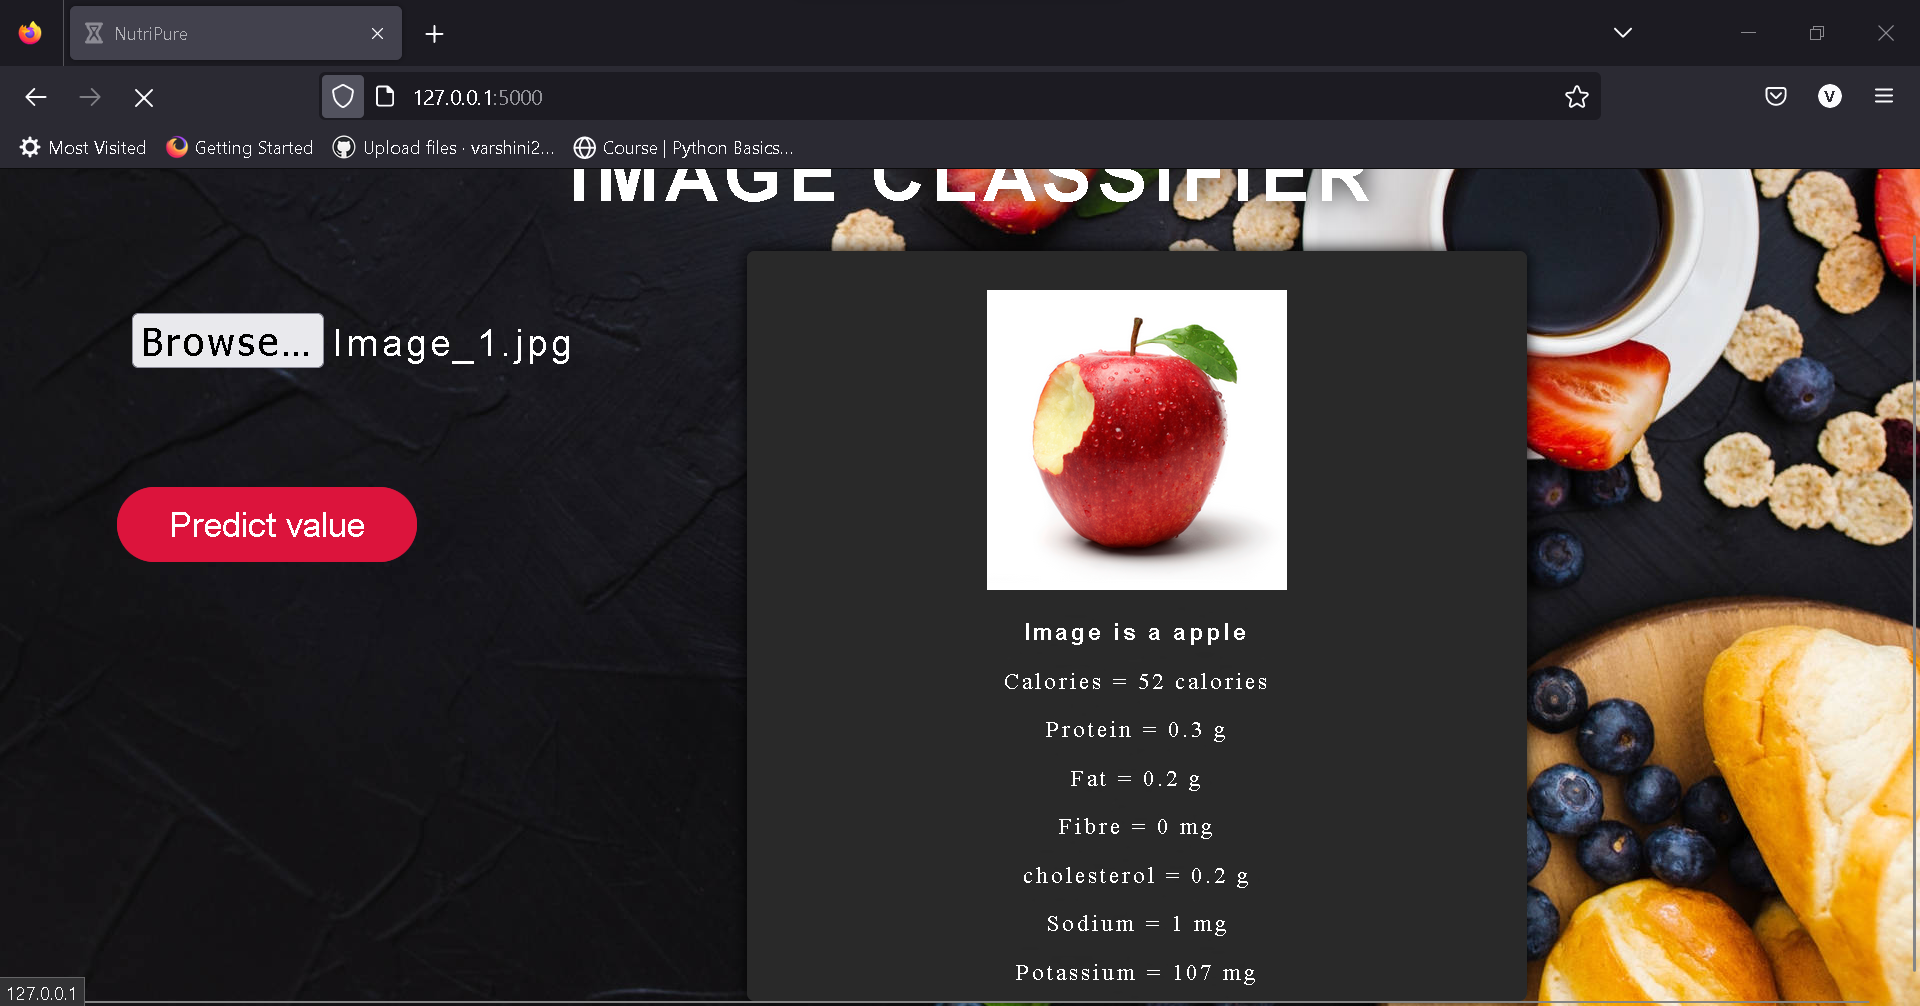 NutriPure
127.0.0.1:5000
V
Most Visited
Getting Started
Upload files · varshini2...
Course | Python Basics...
IMAGE CLASSIFIER
Browse... Image_1.jpg
Predict value
Image is a apple
Calories = 52 calories
Protein = 0.3 g
Fat = 0.2 g
Fibre = 0 mg
cholesterol = 0.2 g
Sodium = 1 mg
Potassium = 107 mg
127.0.0.1